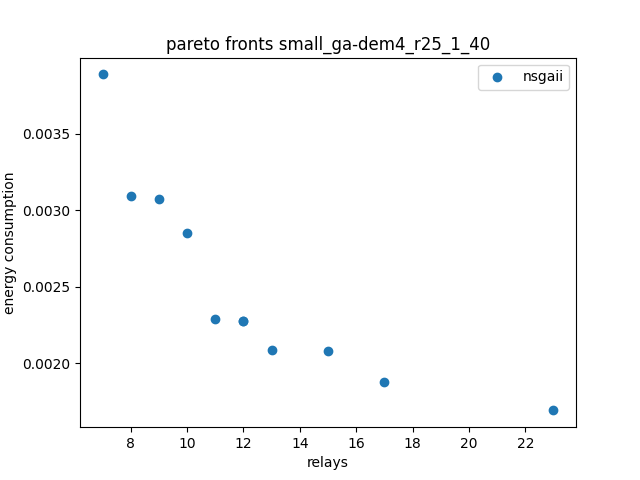 pareto fronts small_ga-dem4_r25_1_40
nsgaii
0.0035
0.0030
0.0025
0.0020
energy consumption
8 10 12 14 16 18 20 22
relays